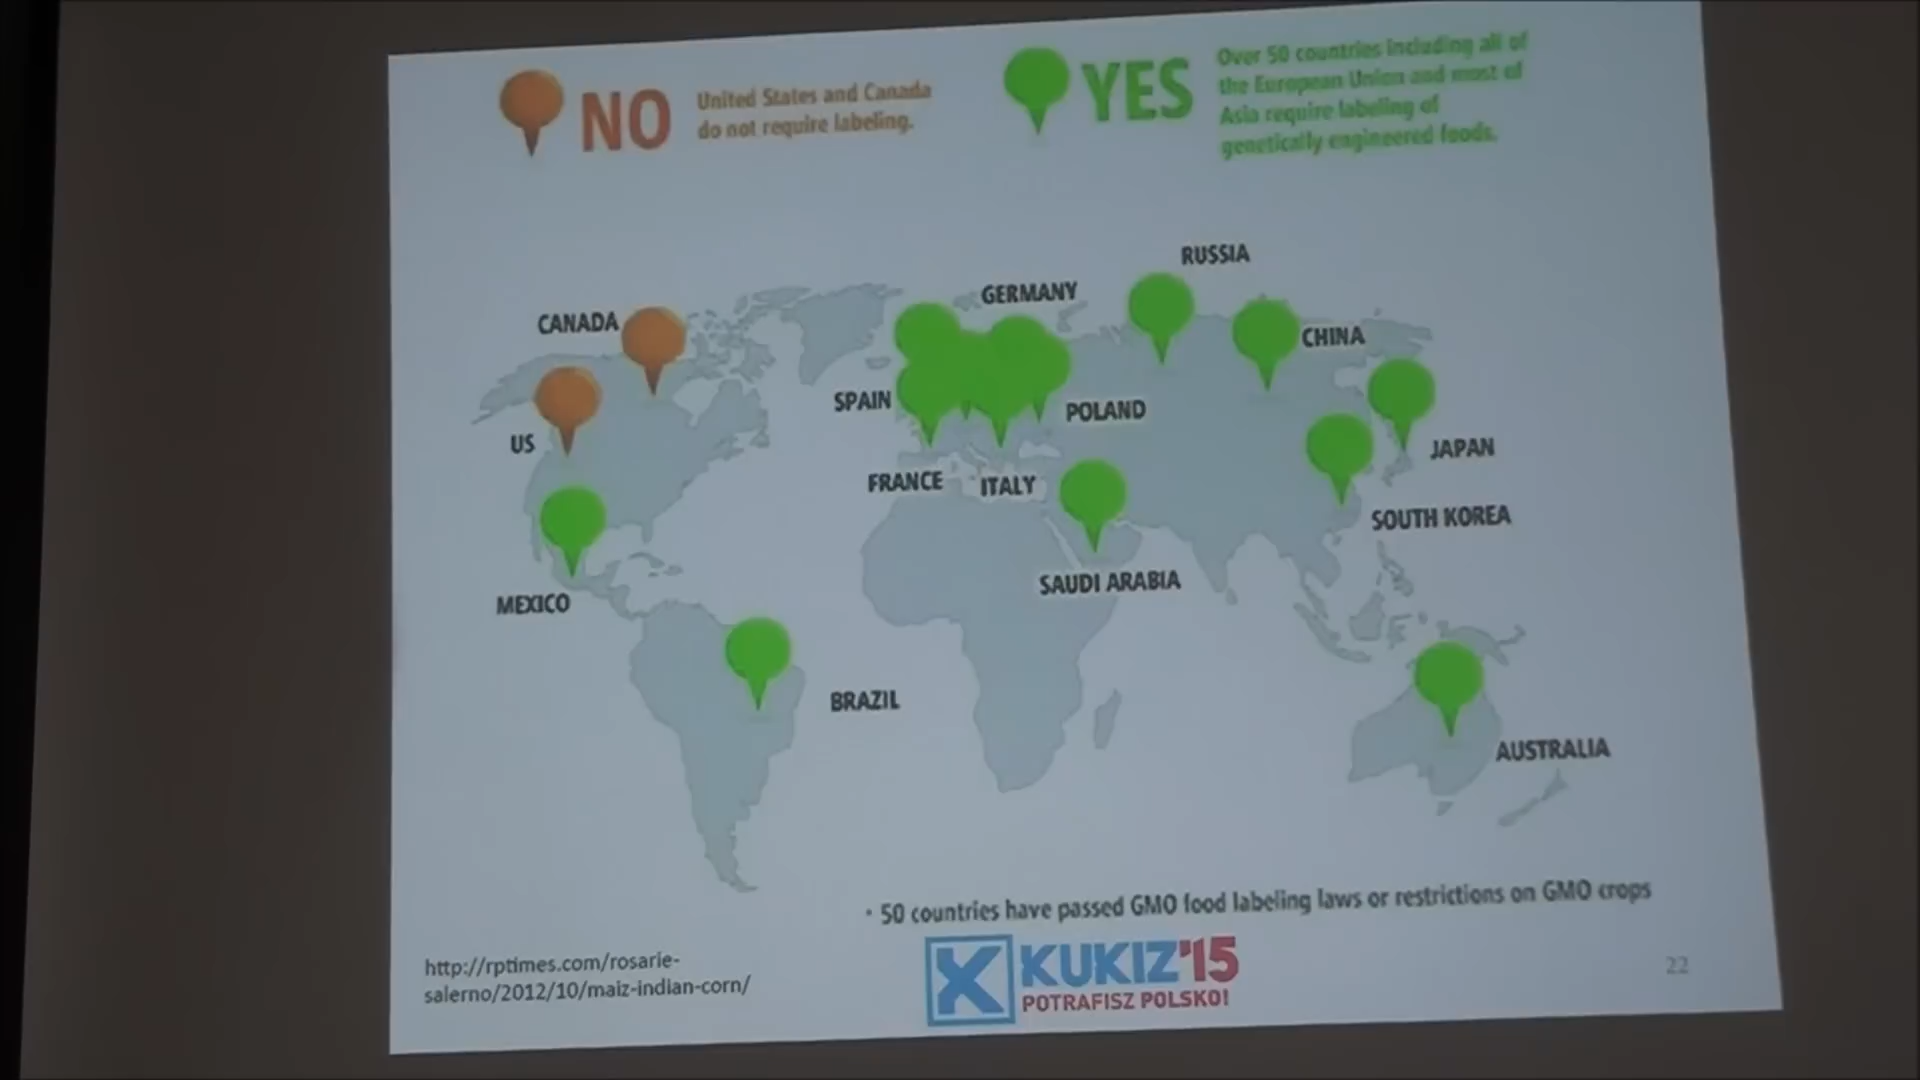 NO
United States and Canada
do not require labeling.
YES
Over 50 countries including all of
the European Union and most of
Asia require labeling of
genetically engineered foods.
RUSSIA
GERMANY
CANADA
CHINA
SPAIN
POLAND
US
JAPAN
FRANCE
ITALY
SOUTH KOREA
SAUDI ARABIA
MEXICO
BRAZIL
AUSTRALIA
• 50 countries have passed GMO food labeling laws or restrictions on GMO crops
http://rptimes.com/rosarie-
salerno/2012/10/maiz-indian-corn/
KUKIZ'15
POTRAFISZ POLSKO!
22